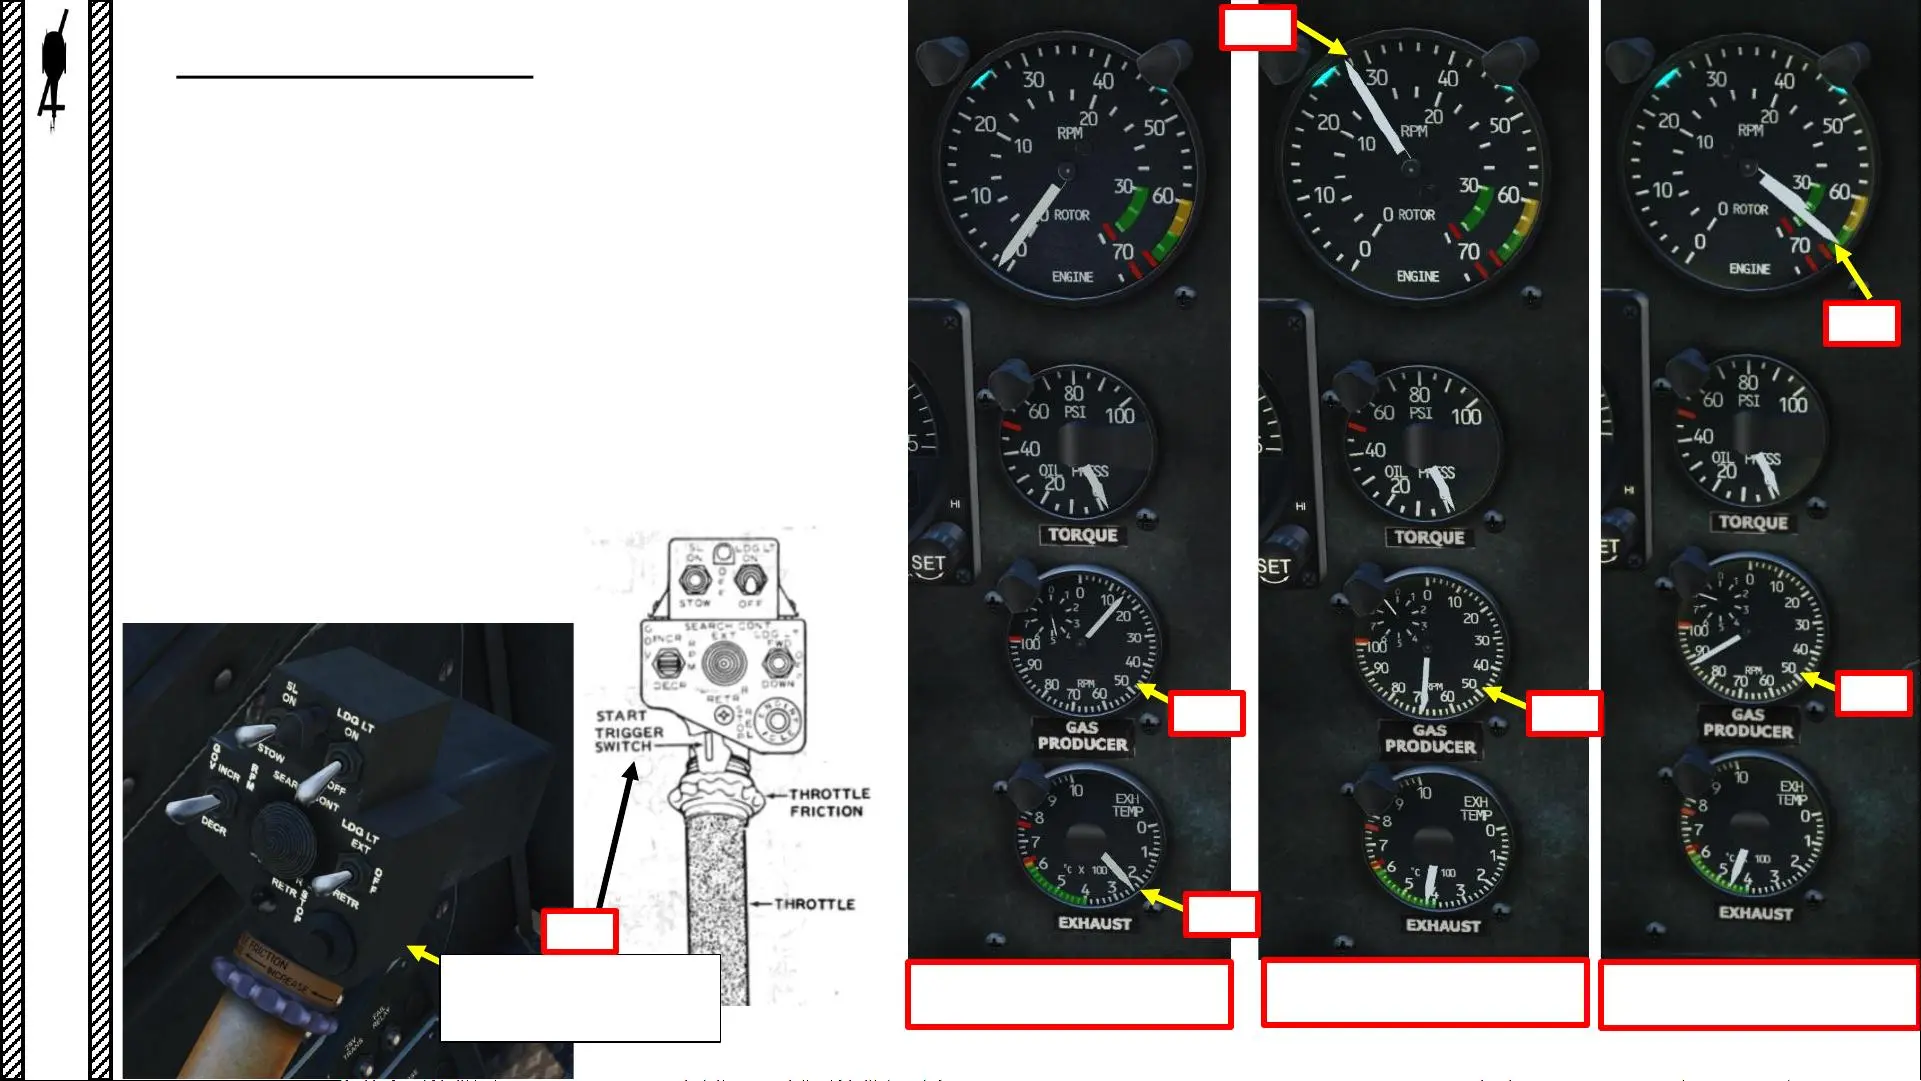 SL
ON
LDG LT
ON
OFF
STOW
OFF
SEARCH CONT
GOV
INCR
RPM
EXT
LDG LT
FWD
DECR
DOWN
RETR
START
TRIGGER
SWITCH
THROTTLE
FRICTION
THROTTLE
SL
ON
LDG LT
ON
STOW
OFF
GOV
INCR
RPM
DECR
LDG LT
EXT
OFF
RETR
RETR
STOP
FRICTION
INCREASE
FAIL
RELAY
0 10 20 30 40 50 60 70
RPM
0 10 20 30
ROTOR
ENGINE
HI
SET
20 40 60 80 100
PSI
OIL PRESS
TORQUE
0 10 20 30 40 50 60 70 80 90 100
RPM
GAS
PRODUCER
10 9 8 7 6 5 4 3 2 1 0
EXH
TEMP
°C X 100
EXHAUST
0 10 20 30 40 50 60 70
RPM
0 10 20 30
ROTOR
ENGINE
HI
SET
20 40 60 80 100
PSI
OIL PRESS
TORQUE
0 10 20 30 40 50 60 70 80 90 100
GAS
PRODUCER
10 9 8 7 6 5 4 3 2 1 0
EXH
TEMP
100
EXHAUST
0 10 20 30 40 50 60 70
RPM
0 10 20 30
ROTOR
ENGINE
HI
ET
20 40 60 80 100
PSI
TORQUE
0 10 20 30 40 50 60 70 80 90 100
RPM
GAS
PRODUCER
10 9 8 7 6 5 4 3 2 1 0
EXH
TEMP
°C 100
EXHAUST